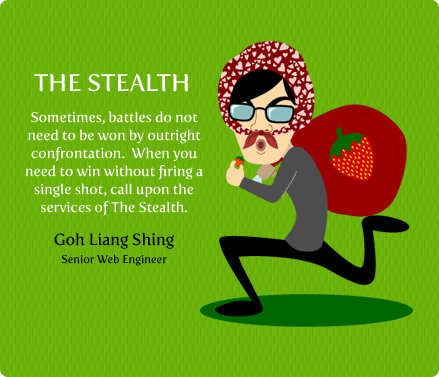 THE STEALTH
Sometimes, battles do not
need to be won by outright
confrontation. When you
need to win without firing a
single shot, call upon the
services of The Stealth.
Goh Liang Shing
Senior Web Engineer